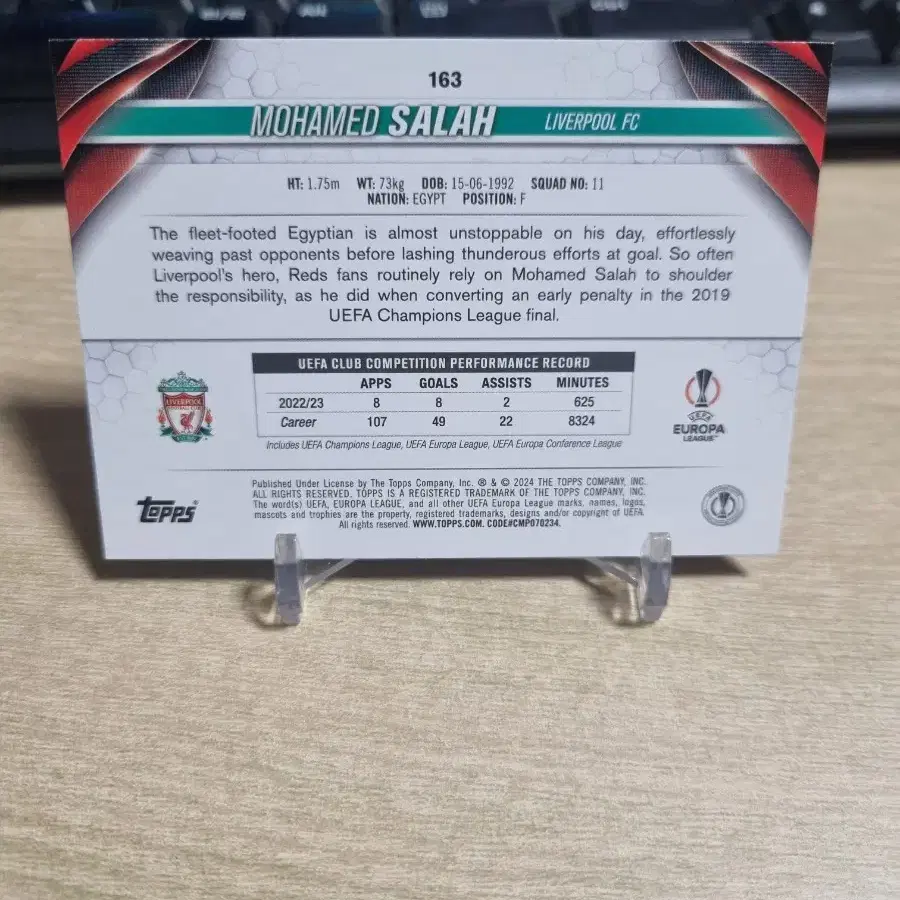 163
MOHAMED SALAH LIVERPOOL FC
HT: 1.75m WT: 73kg DOB: 15-06-1992 SQUAD NO: 11
NATION: EGYPT POSITION: F
The fleet-footed Egyptian is almost unstoppable on his day, effortlessly
weaving past opponents before lashing thunderous efforts at goal. So often
Liverpool's hero, Reds fans routinely rely on Mohamed Salah to shoulder
the responsibility, as he did when converting an early penalty in the 2019
UEFA Champions League final.
UEFA CLUB COMPETITION PERFORMANCE RECORD
APPS GOALS ASSISTS MINUTES
2022/23 8 8 2 625
Career 107 49 22 8324
Includes UEFA Champions League, UEFA Europa League, UEFA Europa Conference League
LIVERPOOL
UEFA
EUROPA
LEAGUE™
Published Under License by The Topps Company, Inc. ® & © 2024 THE TOPPS COMPANY, INC.
ALL RIGHTS RESERVED. TOPPS IS A REGISTERED TRADEMARK OF THE TOPPS COMPANY, INC.
The word(s) UEFA, EUROPA LEAGUE, and all other UEFA Europa League marks, names, logos,
mascots and trophies are the property, registered trademarks, designs and/or copyright of UEFA.
All rights reserved. WWW.TOPPS.COM. CODE#CMP070234.
Topps®